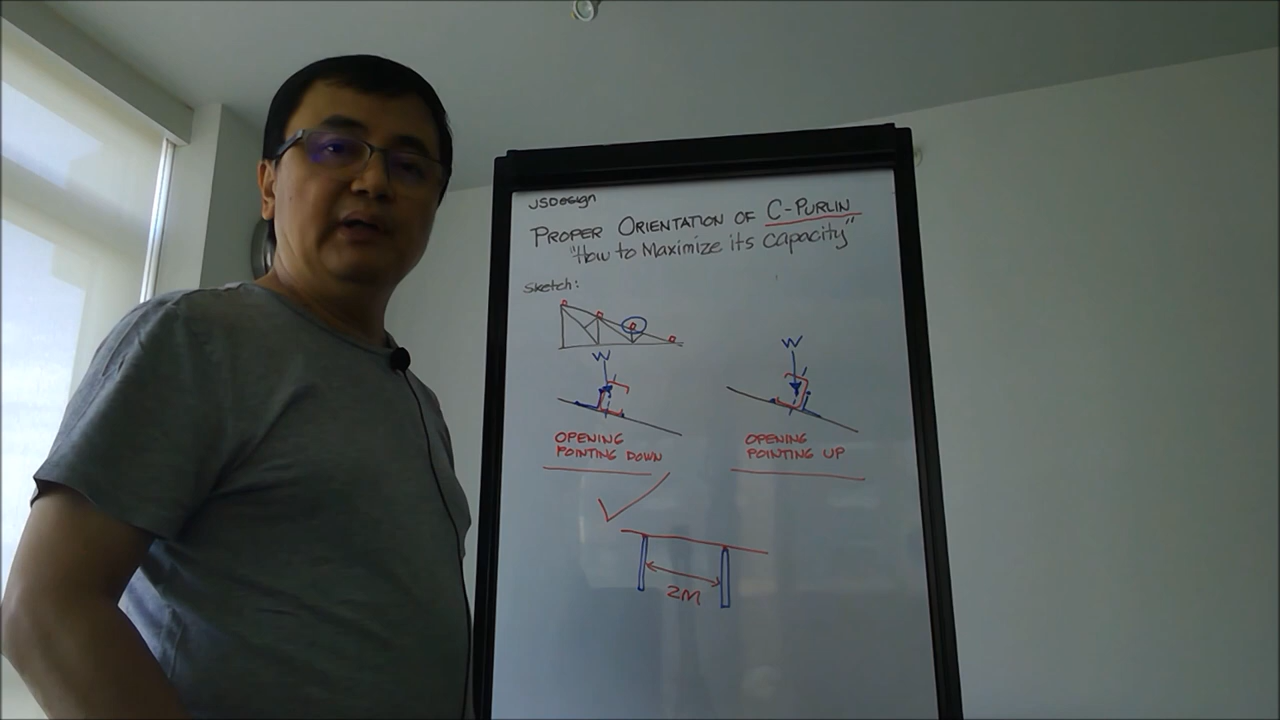 JSDesign
PROPER ORIENTATION OF C-PURLIN
"How to Maximize its Capacity"
Sketch:
W
W
OPENING
POINTING DOWN
OPENING
POINTING UP
2M